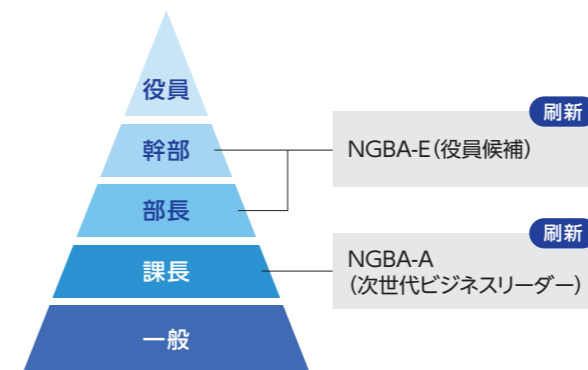 役員
幹部
部長
課長
一般
刷新
NGBA-E(役員候補)
刷新
NGBA-A
(次世代ビジネスリーダー)